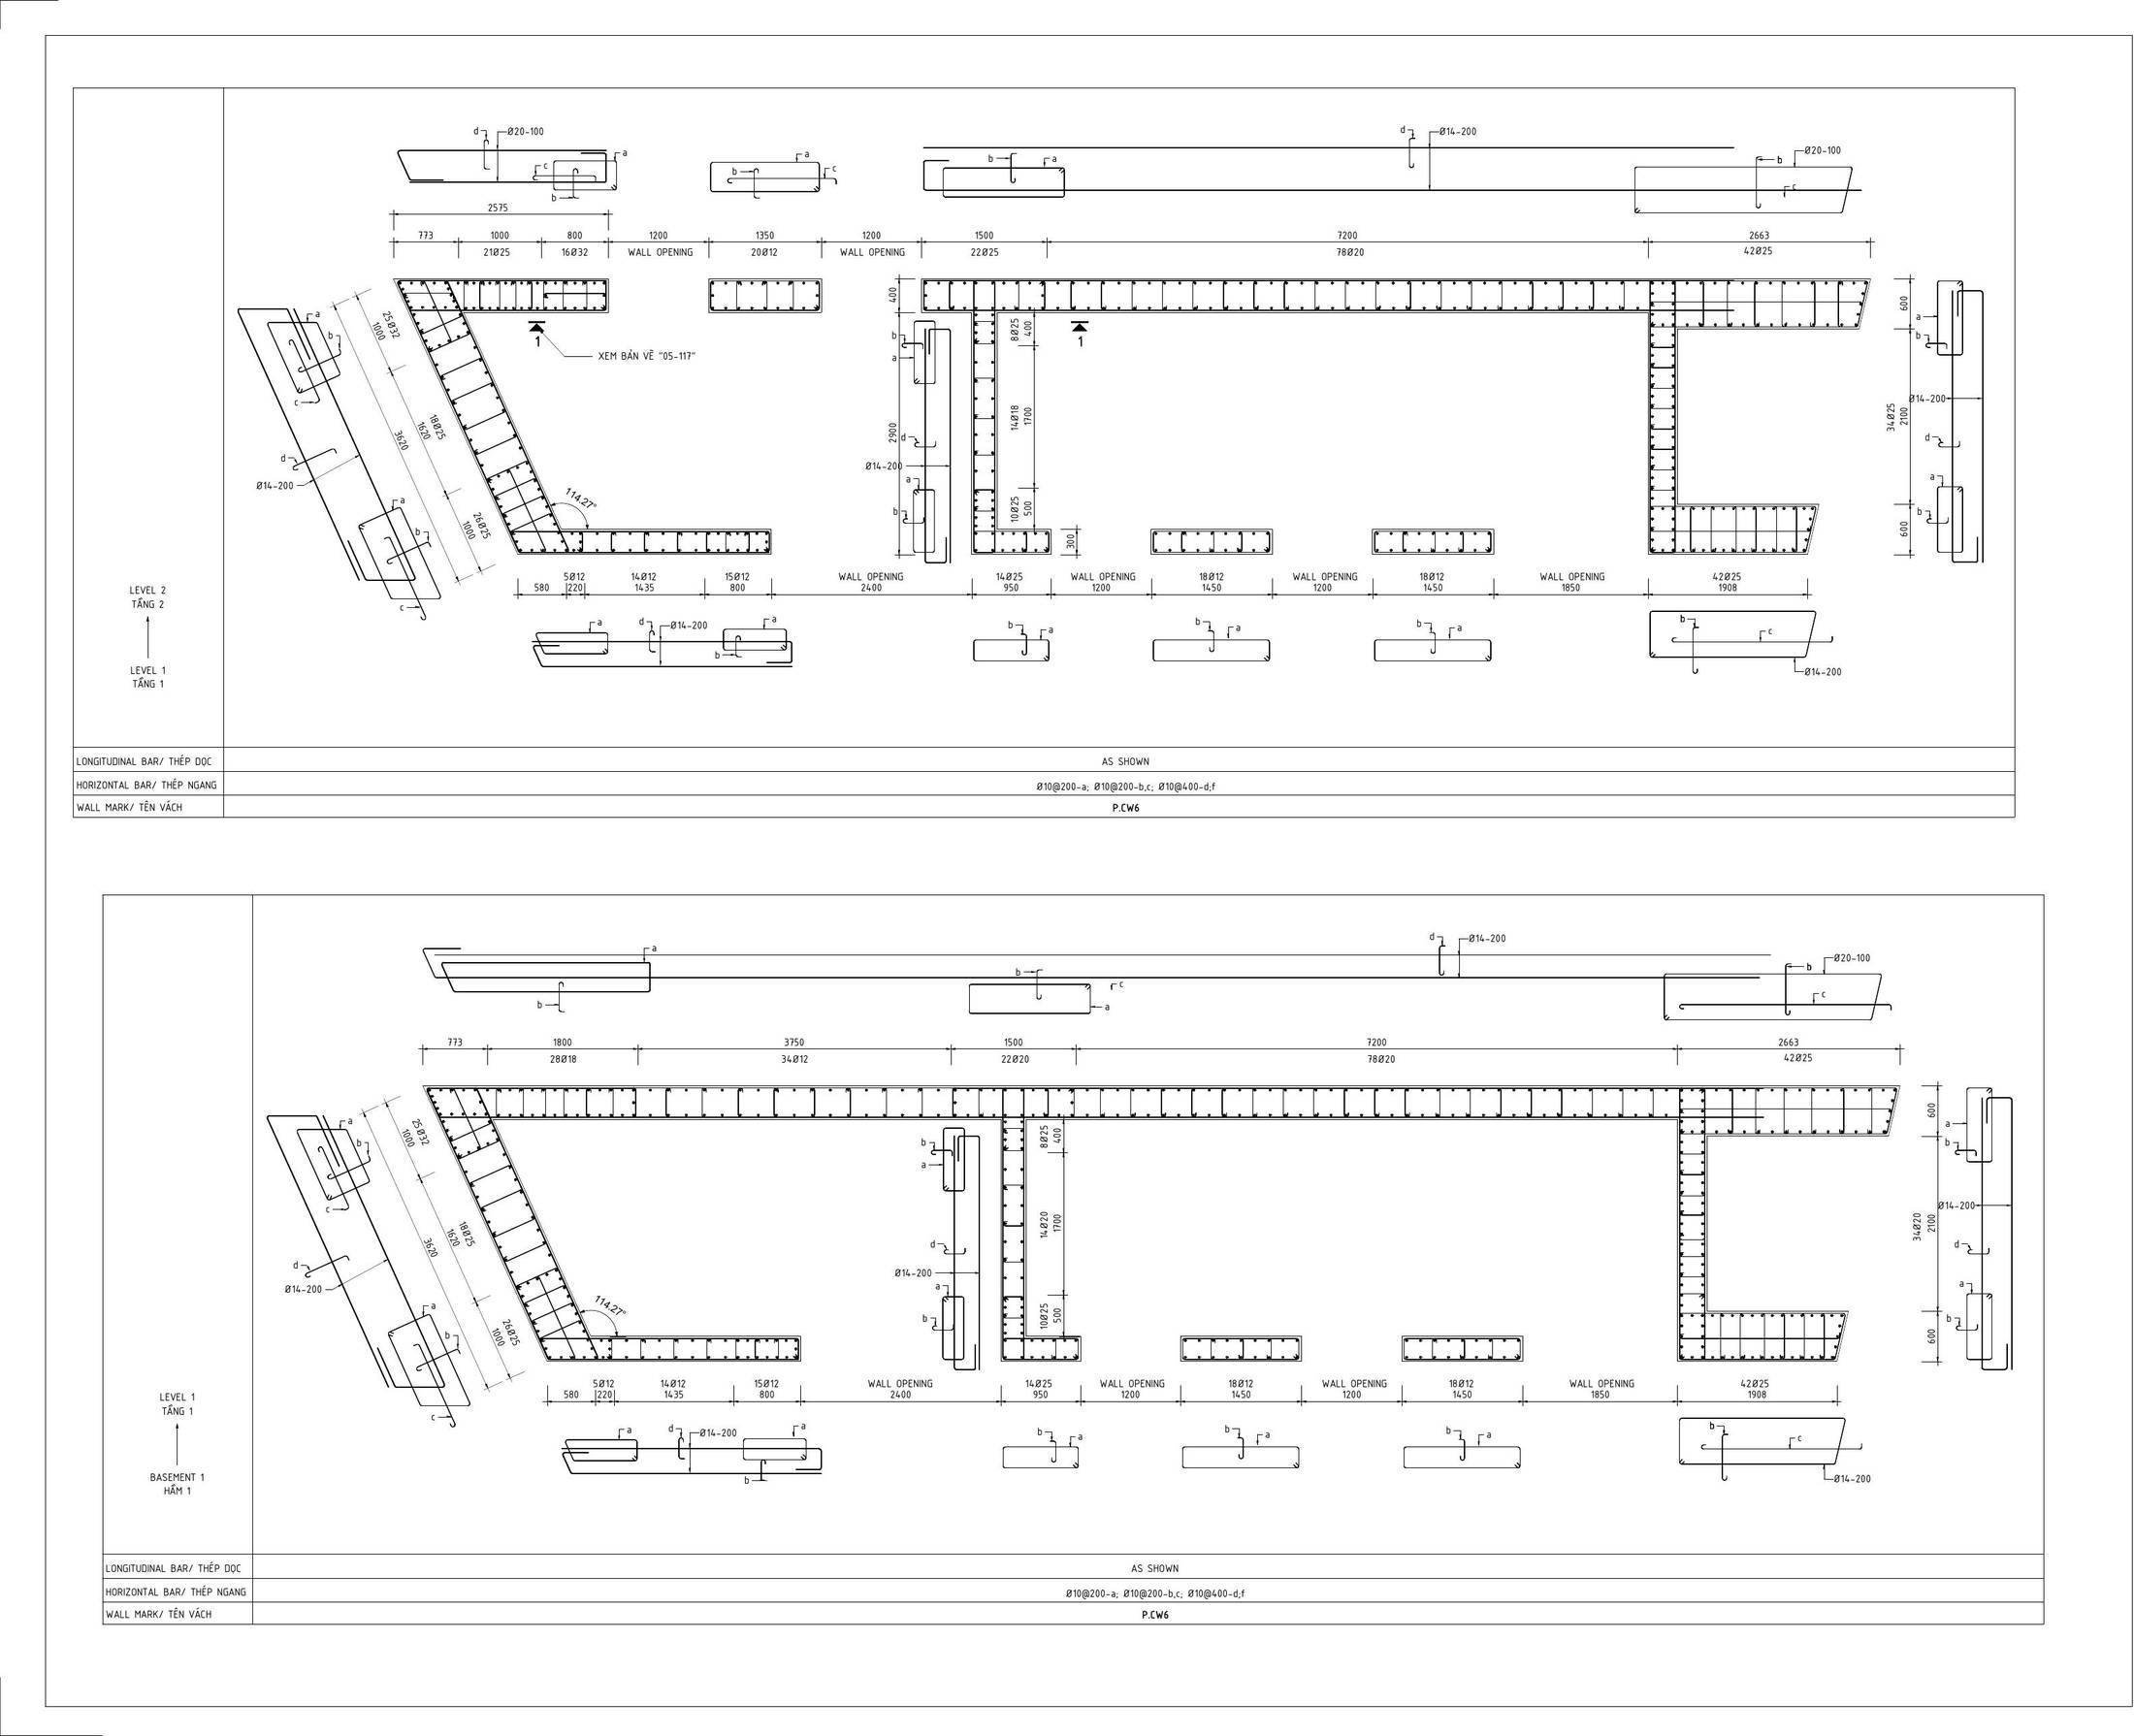 d
Ø20-100
a
c
b
a
b
c
b
a
d
Ø14-200
Ø20-100
b
c
2575
773
1000
800
1200
1350
1200
1500
7200
2663
21Ø25
16Ø32
WALL OPENING
20Ø12
WALL OPENING
22Ø25
78Ø20
42Ø25
a
b
c
25Ø32
1000
18Ø25
1620
3620
26Ø25
1000
d
Ø14-200
a
b
c
114.27°
1
XEM BẢN VẼ "05-117"
400
2900
b
a
d
Ø14-200
a
b
8Ø25
400
14Ø18
1700
10Ø25
500
300
1
600
34Ø25
2100
600
a
b
Ø14-200
d
a
b
5Ø12
14Ø12
15Ø12
WALL OPENING
14Ø25
WALL OPENING
18Ø12
WALL OPENING
18Ø12
WALL OPENING
42Ø25
580
220
1435
800
2400
950
1200
1450
1200
1450
1850
1908
a
d
Ø14-200
a
b
b
a
b
a
b
a
b
c
Ø14-200
LEVEL 2
TẦNG 2
LEVEL 1
TẦNG 1
LONGITUDINAL BAR/ THÉP DỌC
AS SHOWN
HORIZONTAL BAR/ THÉP NGANG
Ø10@200-a; Ø10@200-b,c; Ø10@400-d;f
WALL MARK/ TÊN VÁCH
P.CW6
a
b
b
c
a
d
Ø14-200
Ø20-100
b
c
773
1800
3750
1500
7200
2663
28Ø18
34Ø12
22Ø20
78Ø20
42Ø25
a
b
c
25Ø32
1000
18Ø25
1620
3620
26Ø25
1000
d
Ø14-200
a
b
c
114.27°
b
a
d
Ø14-200
a
b
8Ø25
400
14Ø20
1700
10Ø25
500
600
34Ø20
2100
600
a
b
Ø14-200
d
a
b
5Ø12
14Ø12
15Ø12
WALL OPENING
14Ø25
WALL OPENING
18Ø12
WALL OPENING
18Ø12
WALL OPENING
42Ø25
580
220
1435
800
2400
950
1200
1450
1200
1450
1850
1908
a
d
Ø14-200
a
b
b
a
b
a
b
a
b
c
Ø14-200
LEVEL 1
TẦNG 1
BASEMENT 1
HẦM 1
LONGITUDINAL BAR/ THÉP DỌC
AS SHOWN
HORIZONTAL BAR/ THÉP NGANG
Ø10@200-a; Ø10@200-b,c; Ø10@400-d;f
WALL MARK/ TÊN VÁCH
P.CW6